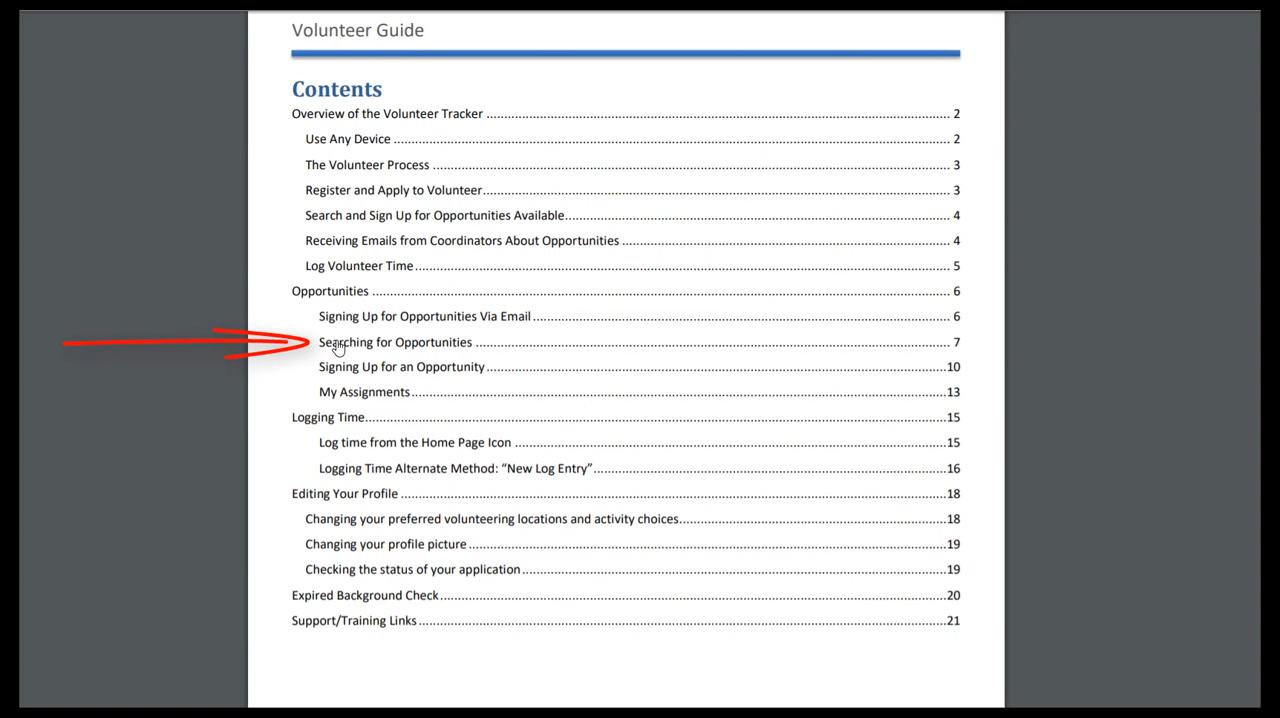 Volunteer Guide
Contents
Overview of the Volunteer Tracker ........ 2
Use Any Device ........ 2
The Volunteer Process ........ 3
Register and Apply to Volunteer ........ 3
Search and Sign Up for Opportunities Available ........ 4
Receiving Emails from Coordinators About Opportunities ........ 4
Log Volunteer Time ........ 5
Opportunities ........ 6
Signing Up for Opportunities Via Email ........ 6
Searching for Opportunities ........ 7
Signing Up for an Opportunity ........ 10
My Assignments ........ 13
Logging Time ........ 15
Log time from the Home Page Icon ........ 15
Logging Time Alternate Method: “New Log Entry” ........ 16
Editing Your Profile ........ 18
Changing your preferred volunteering locations and activity choices ........ 18
Changing your profile picture ........ 19
Checking the status of your application ........ 19
Expired Background Check ........ 20
Support/Training Links ........ 21